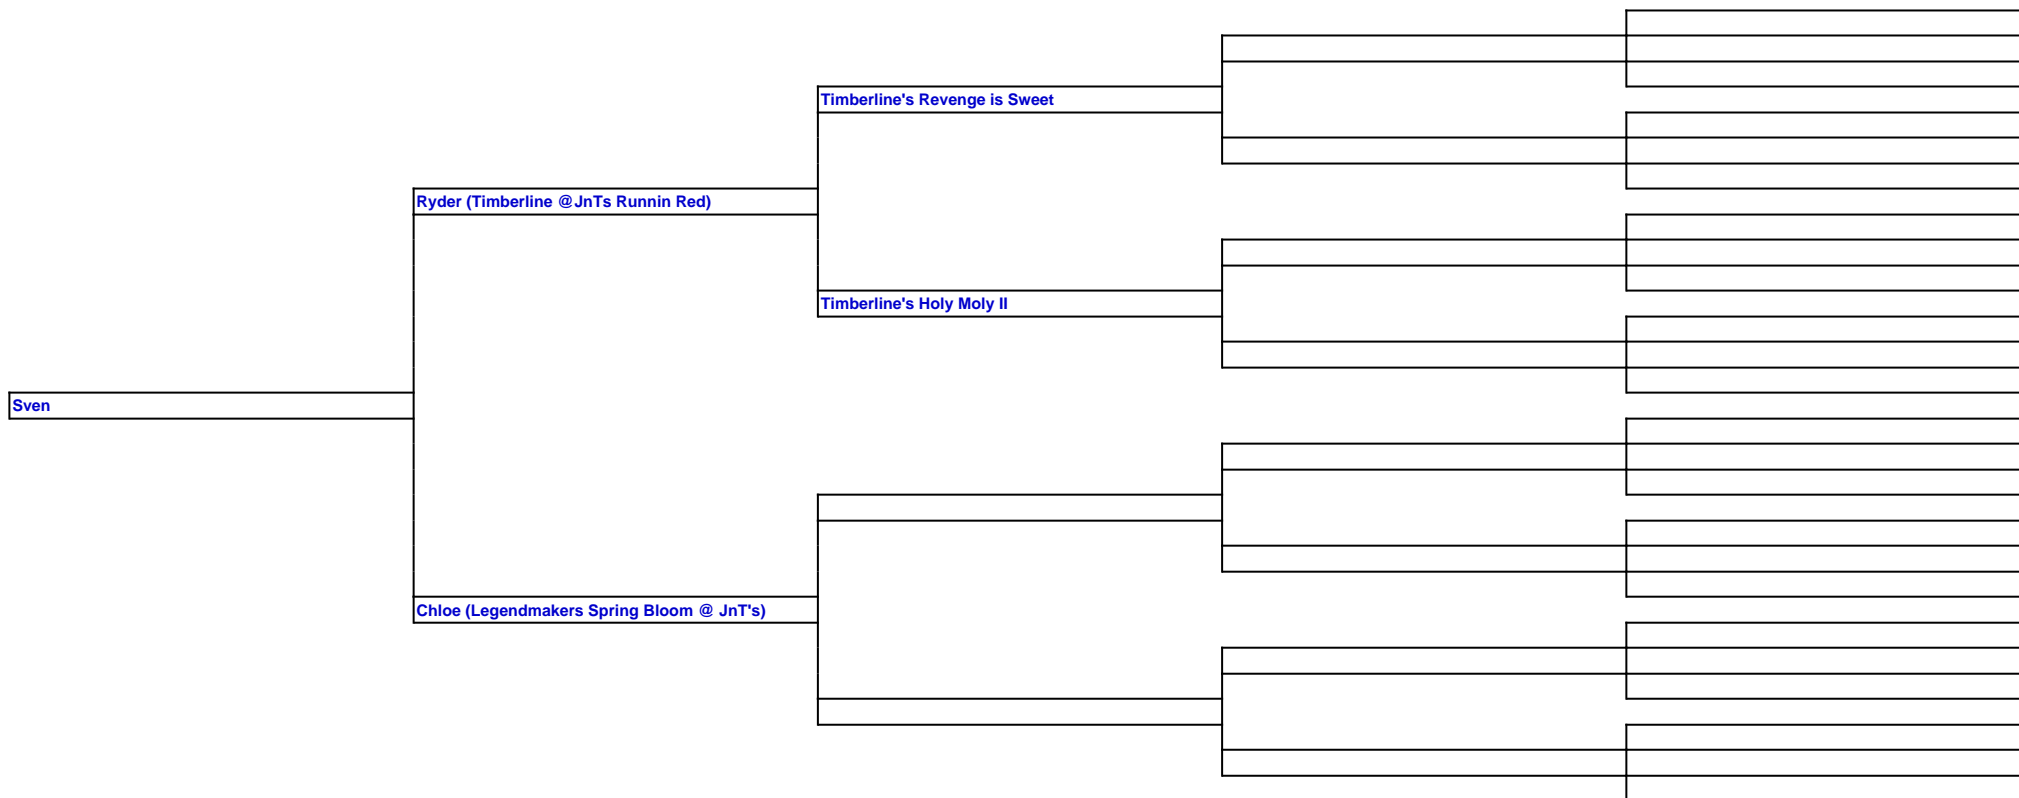 Timberline's Revenge is Sweet
Ryder (Timberline @JnTs Runnin Red)
Timberline's Holy Moly II
Sven
Chloe (Legendmakers Spring Bloom @ JnT's)